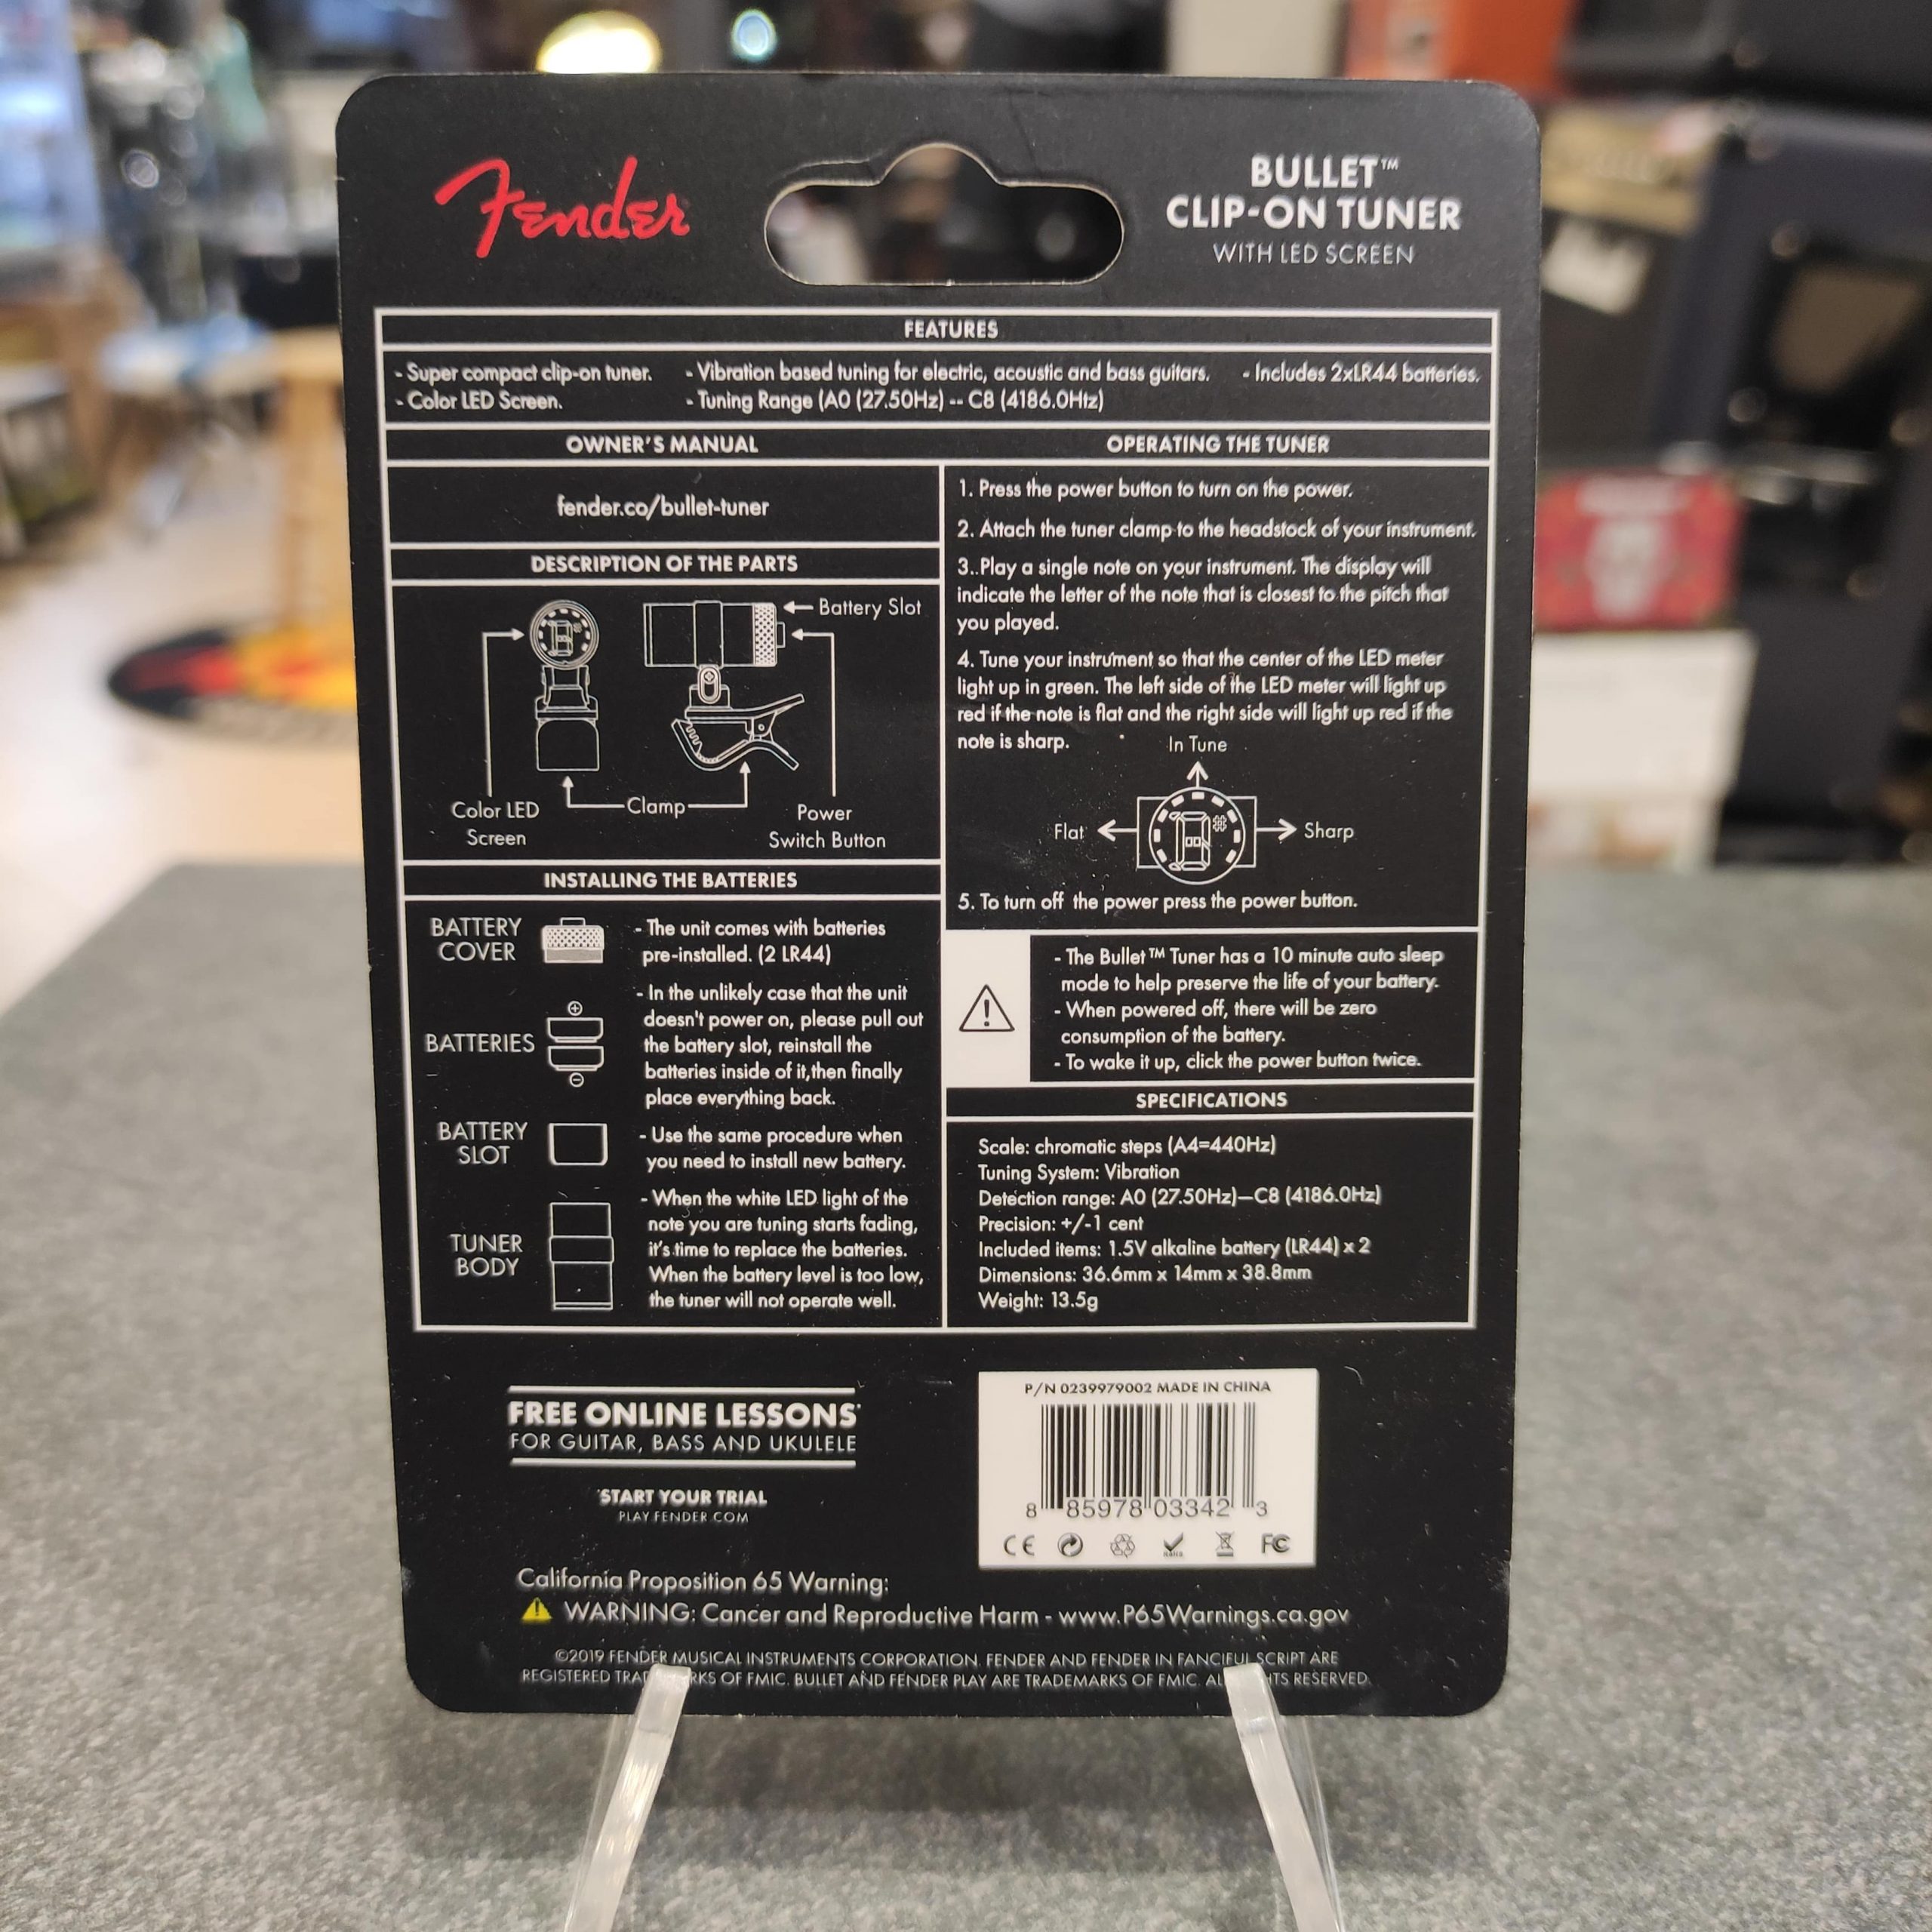 Fender
BULLET™
CLIP-ON TUNER
WITH LED SCREEN
FEATURES
- Super compact clip-on tuner.
- Color LED Screen.
- Vibration based tuning for electric, acoustic and bass guitars.
- Tuning Range (A0 (27.50Hz) -- C8 (4186.0Htz)
- Includes 2xLR44 batteries.
OWNER'S MANUAL
fender.co/bullet-tuner
DESCRIPTION OF THE PARTS
Battery Slot
Color LED
Screen
Clamp
Power
Switch Button
INSTALLING THE BATTERIES
BATTERY
COVER
BATTERIES
BATTERY
SLOT
TUNER
BODY
- The unit comes with batteries
pre-installed. (2 LR44)
- In the unlikely case that the unit
doesn't power on, please pull out
the battery slot, reinstall the
batteries inside of it,then finally
place everything back.
- Use the same procedure when
you need to install new battery.
- When the white LED light of the
note you are tuning starts fading,
it's time to replace the batteries.
When the battery level is too low,
the tuner will not operate well.
OPERATING THE TUNER
1. Press the power button to turn on the power.
2. Attach the tuner clamp to the headstock of your instrument.
3..Play a single note on your instrument. The display will
indicate the letter of the note that is closest to the pitch that
you played.
4. Tune your instrument so that the center of the LED meter
light up in green. The left side of the LED meter will light up
red if the note is flat and the right side will light up red if the
note is sharp.
In Tune
Flat
Sharp
5. To turn off the power press the power button.
- The Bullet™ Tuner has a 10 minute auto sleep
mode to help preserve the life of your battery.
- When powered off, there will be zero
consumption of the battery.
- To wake it up, click the power button twice.
SPECIFICATIONS
Scale: chromatic steps (A4=440Hz)
Tuning System: Vibration
Detection range: A0 (27.50Hz)—C8 (4186.0Hz)
Precision: +/-1 cent
Included items: 1.5V alkaline battery (LR44) x 2
Dimensions: 36.6mm x 14mm x 38.8mm
Weight: 13.5g
FREE ONLINE LESSONS
FOR GUITAR, BASS AND UKULELE
START YOUR TRIAL
PLAY.FENDER.COM
P/N 0239979002 MADE IN CHINA
8 85978 03342 3
CE
FC
California Proposition 65 Warning:
WARNING: Cancer and Reproductive Harm - www.P65Warnings.ca.gov
©2019 FENDER MUSICAL INSTRUMENTS CORPORATION. FENDER AND FENDER IN FANCIFUL SCRIPT ARE
REGISTERED OF FMIC. BULLET AND FENDER PLAY ARE TRADEMARKS OF FMIC. RESERVED.